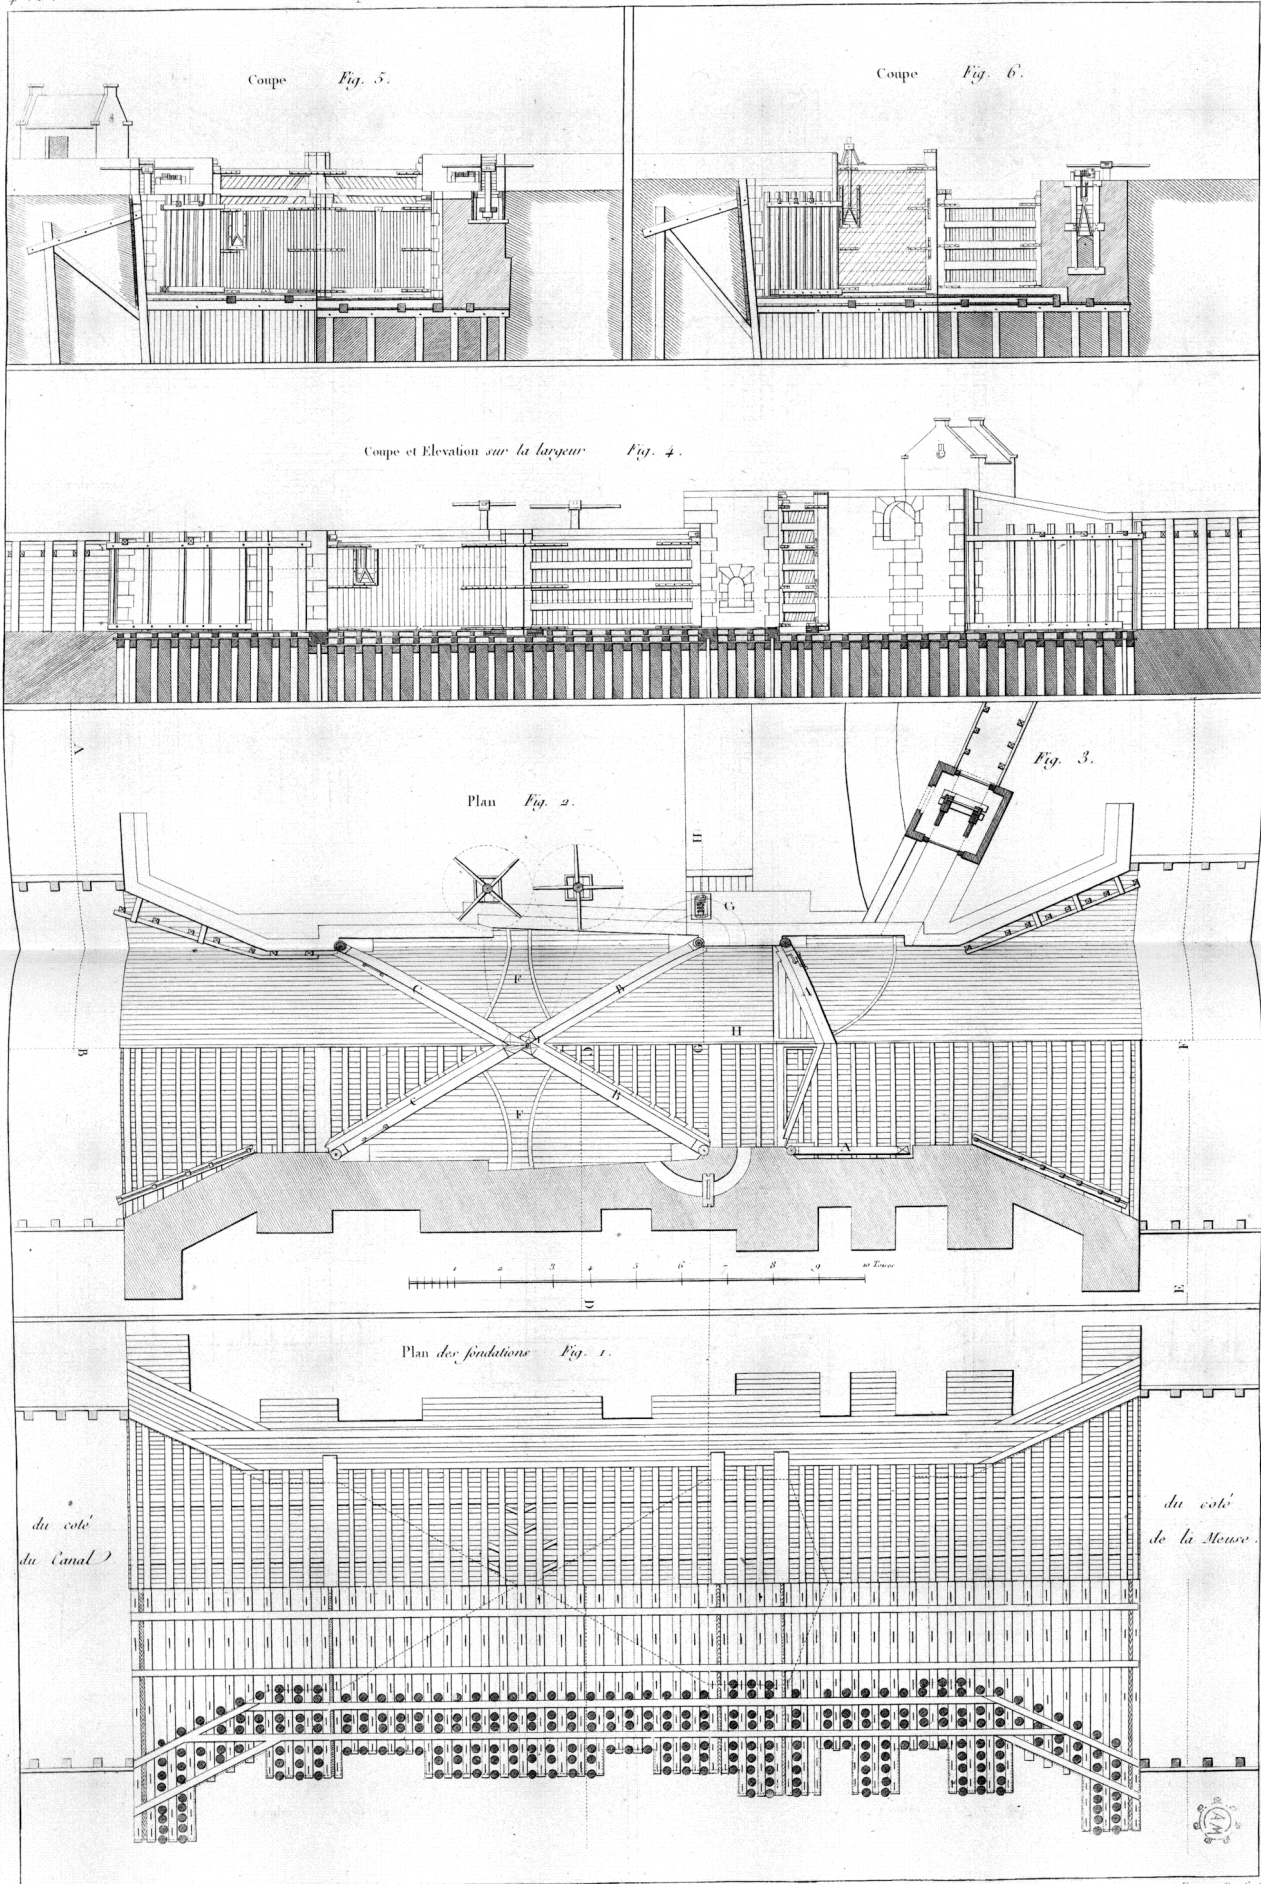 Coupe Fig. 5.
Coupe Fig. 6.
Coupe et Elevation sur la largeur Fig. 4.
Fig. 3.
Plan Fig. 2.
A
H
G
C
F
B
A
H
B
C
G
F
C
F
B
A
1 2 3 4 5 6 7 8 9 10 Toises
D
E
Plan des fondations Fig. 1.
du coté
du Canal
du coté
de la Meuse.
A M